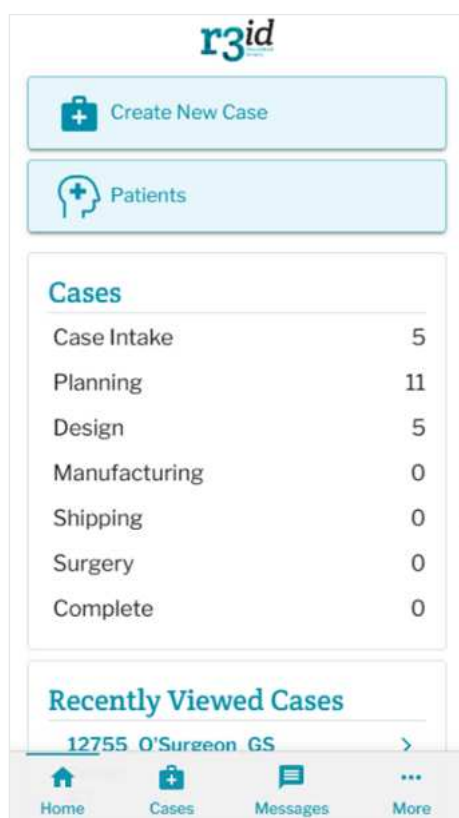 r3id
Create New Case
Patients
Cases
Case Intake 5
Planning 11
Design 5
Manufacturing 0
Shipping 0
Surgery 0
Complete 0
Recently Viewed Cases
12755 O'Surgeon GS
Home Cases Messages More